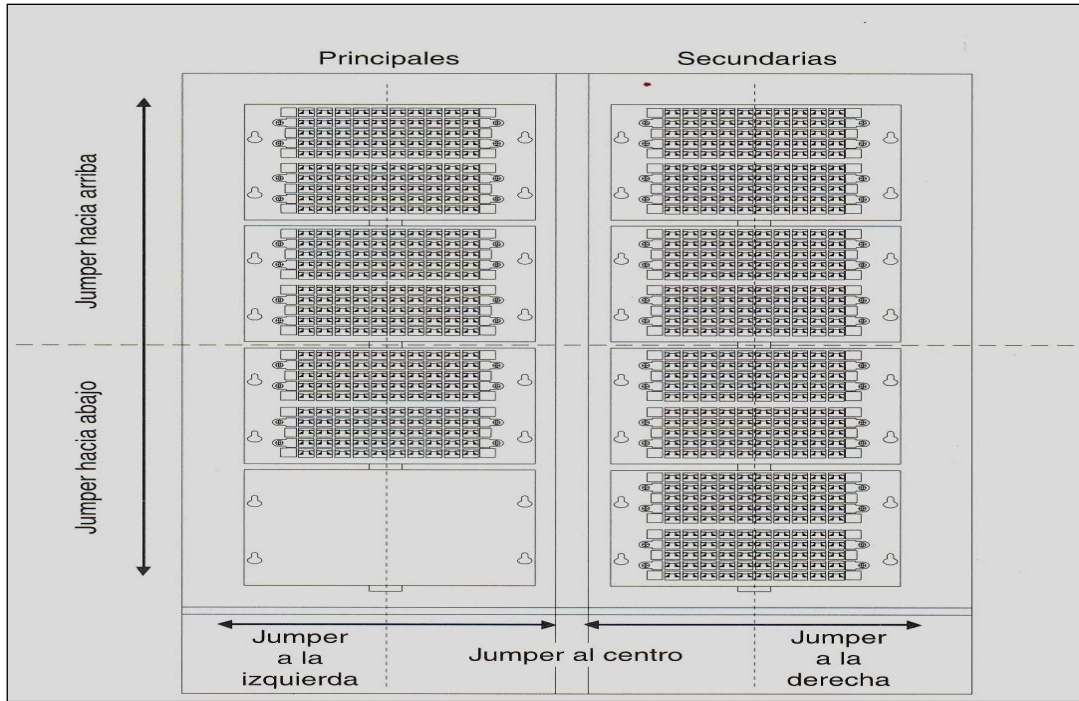 Principales
Secundarias
Jumper hacia arriba
Jumper hacia abajo
Jumper
a la
izquierda
Jumper al centro
Jumper
a la
derecha